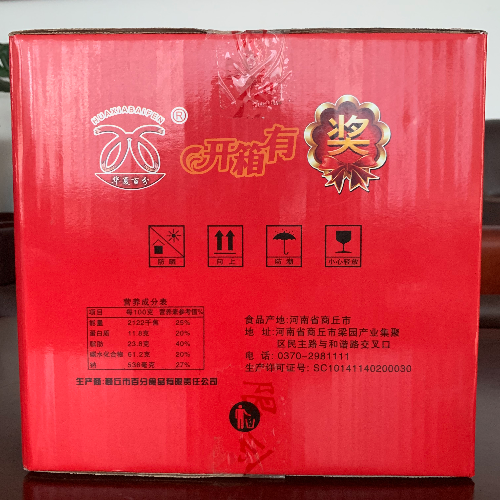 HUAXIABAIFEN
®
华夏百分
开箱有
奖
防晒
向上
防潮
小心轻放
营养成分表
项目 每100克 营养素参考值%
能量 2122千焦 25%
蛋白质 11.8克 20%
脂肪 23.8克 40%
碳水化合物 61.2克 20%
钠 538毫克 27%
生产商:商丘市百分食品有限责任公司
食品产地:河南省商丘市
地 址:河南省商丘市梁园产业集聚
区民主路与和谐路交叉口
电 话:0370-2981111
生产许可证号: SC10141140200030
限
公